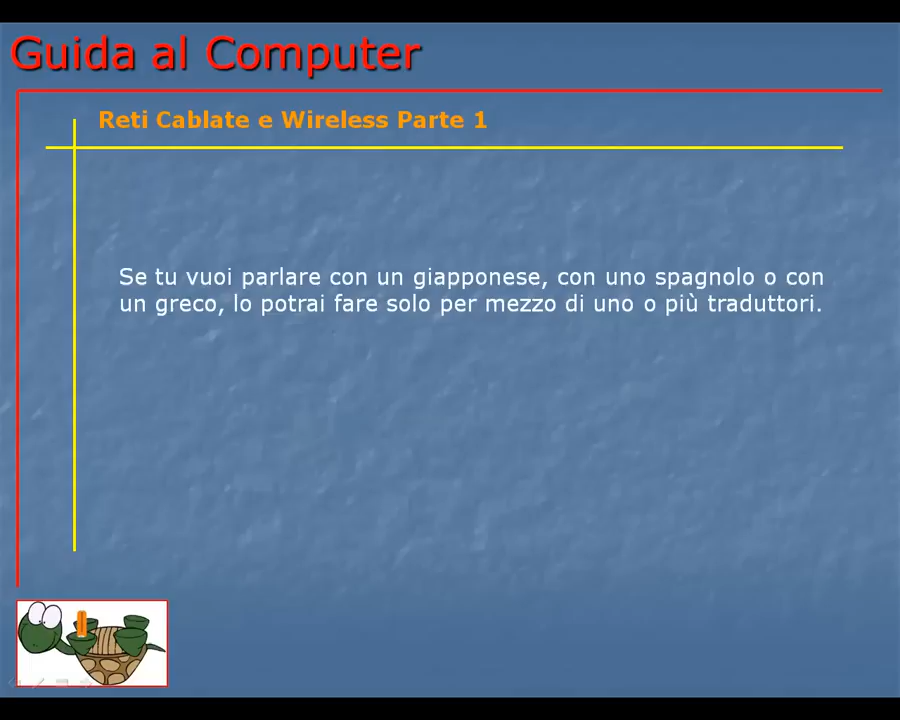 Guida al Computer
Reti Cablate e Wireless Parte 1
Se tu vuoi parlare con un giapponese, con uno spagnolo o con
un greco, lo potrai fare solo per mezzo di uno o più traduttori.